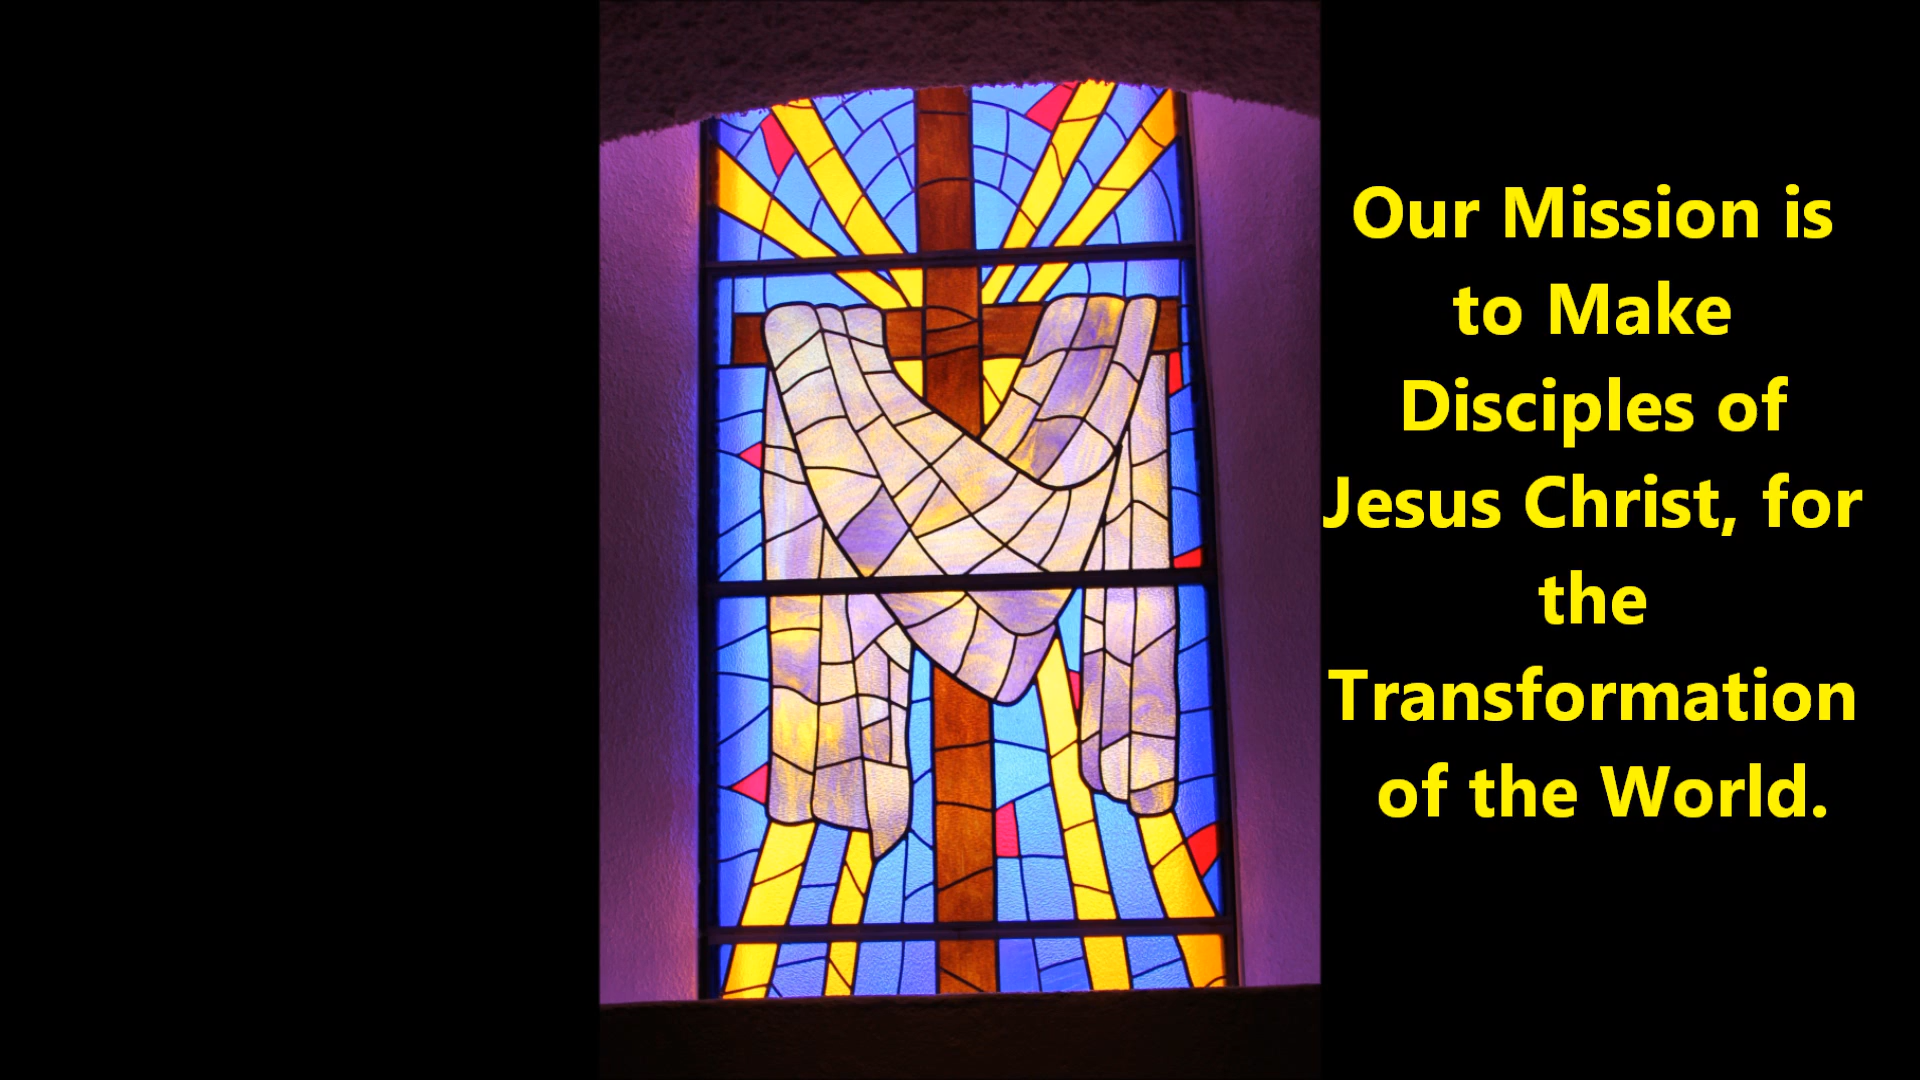 Our Mission is
to Make
Disciples of
Jesus Christ, for
the
Transformation
of the World.